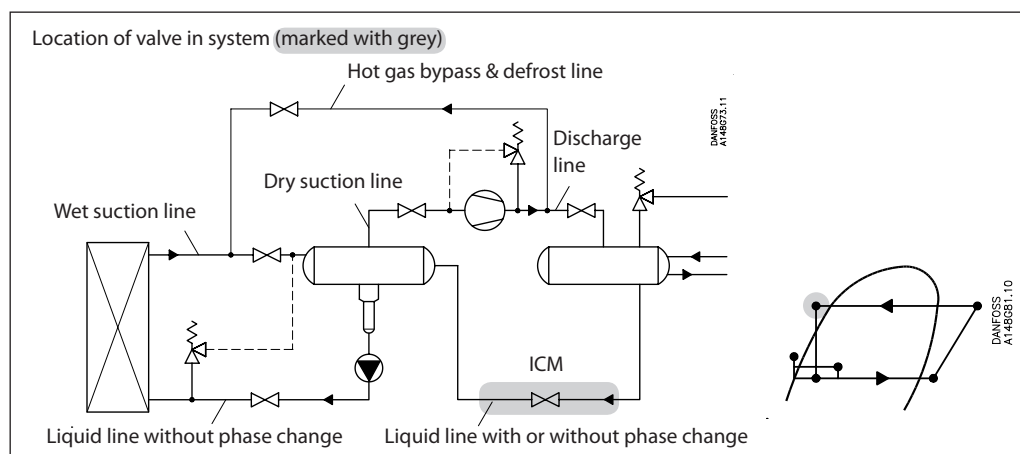 Location of valve in system (marked with grey)
Hot gas bypass & defrost line
DANFOSS
A14BG73.11
Discharge
line
Dry suction line
Wet suction line
DANFOSS
A14BG81.10
ICM
Liquid line without phase change
Liquid line with or without phase change